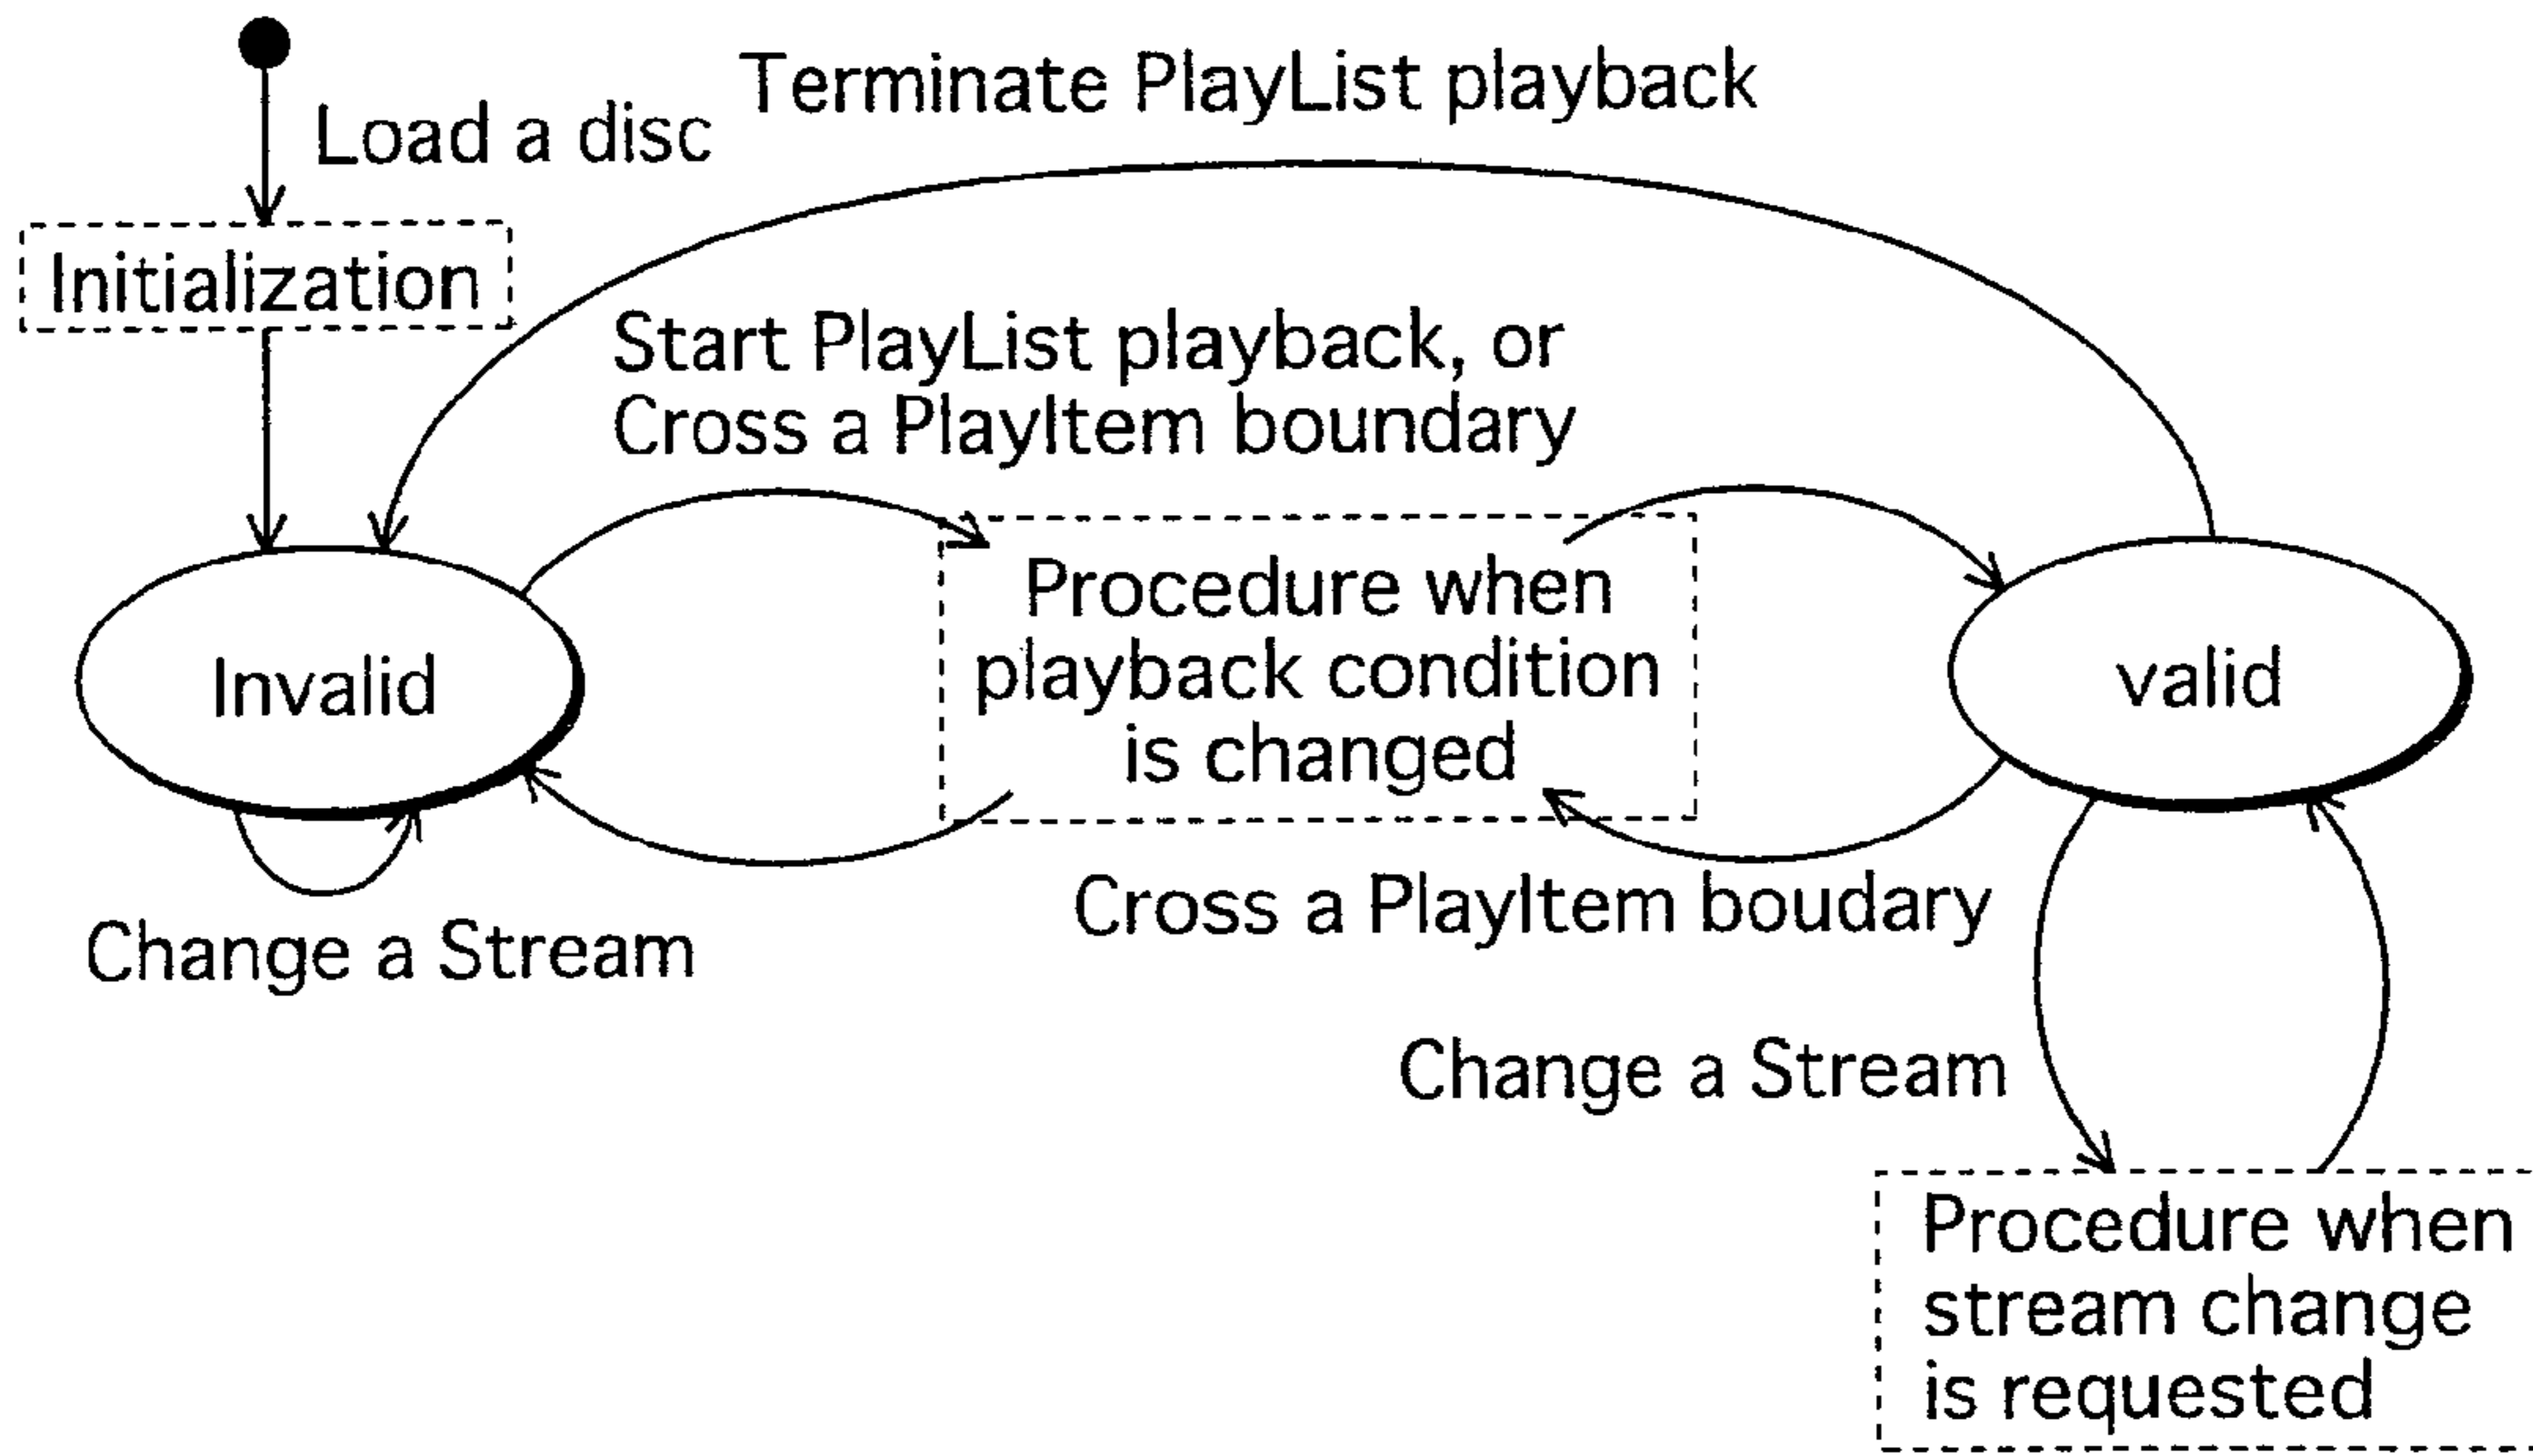 Terminate PlayList playback
Load a disc
Initialization
Start PlayList playback, or
Cross a PlayItem boundary
Procedure when
playback condition
is changed
Invalid
valid
Cross a PlayItem boudary
Change a Stream
Change a Stream
Procedure when
stream change
is requested